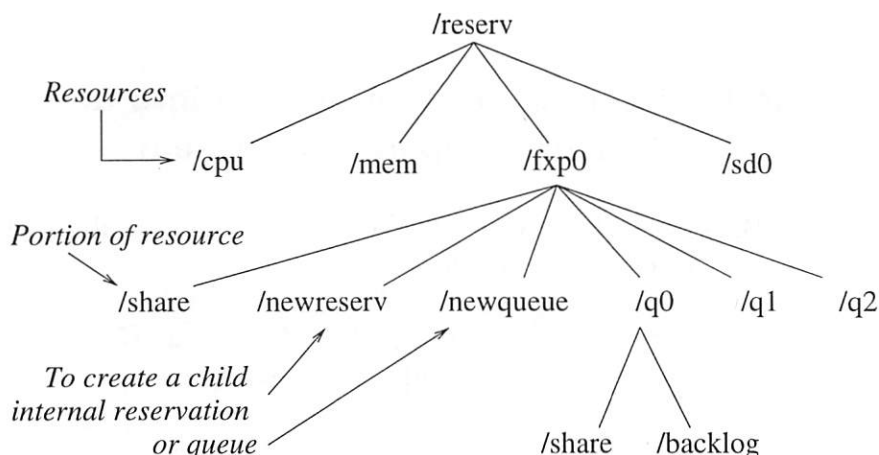 /reserv
Resources
/cpu /mem /fxp0 /sd0
Portion of resource
/share /newreserv /newqueue /q0 /q1 /q2
To create a child
internal reservation
or queue
/share /backlog